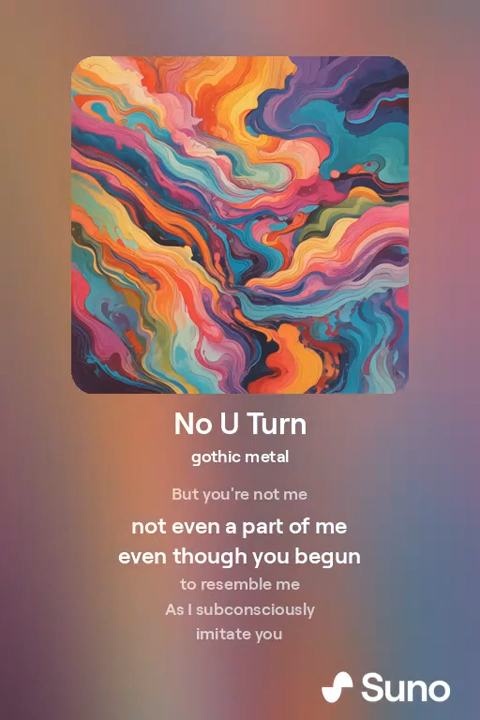 No U Turn
gothic metal
But you're not me
not even a part of me
even though you begun
to resemble me
As I subconsciously
imitate you
Suno